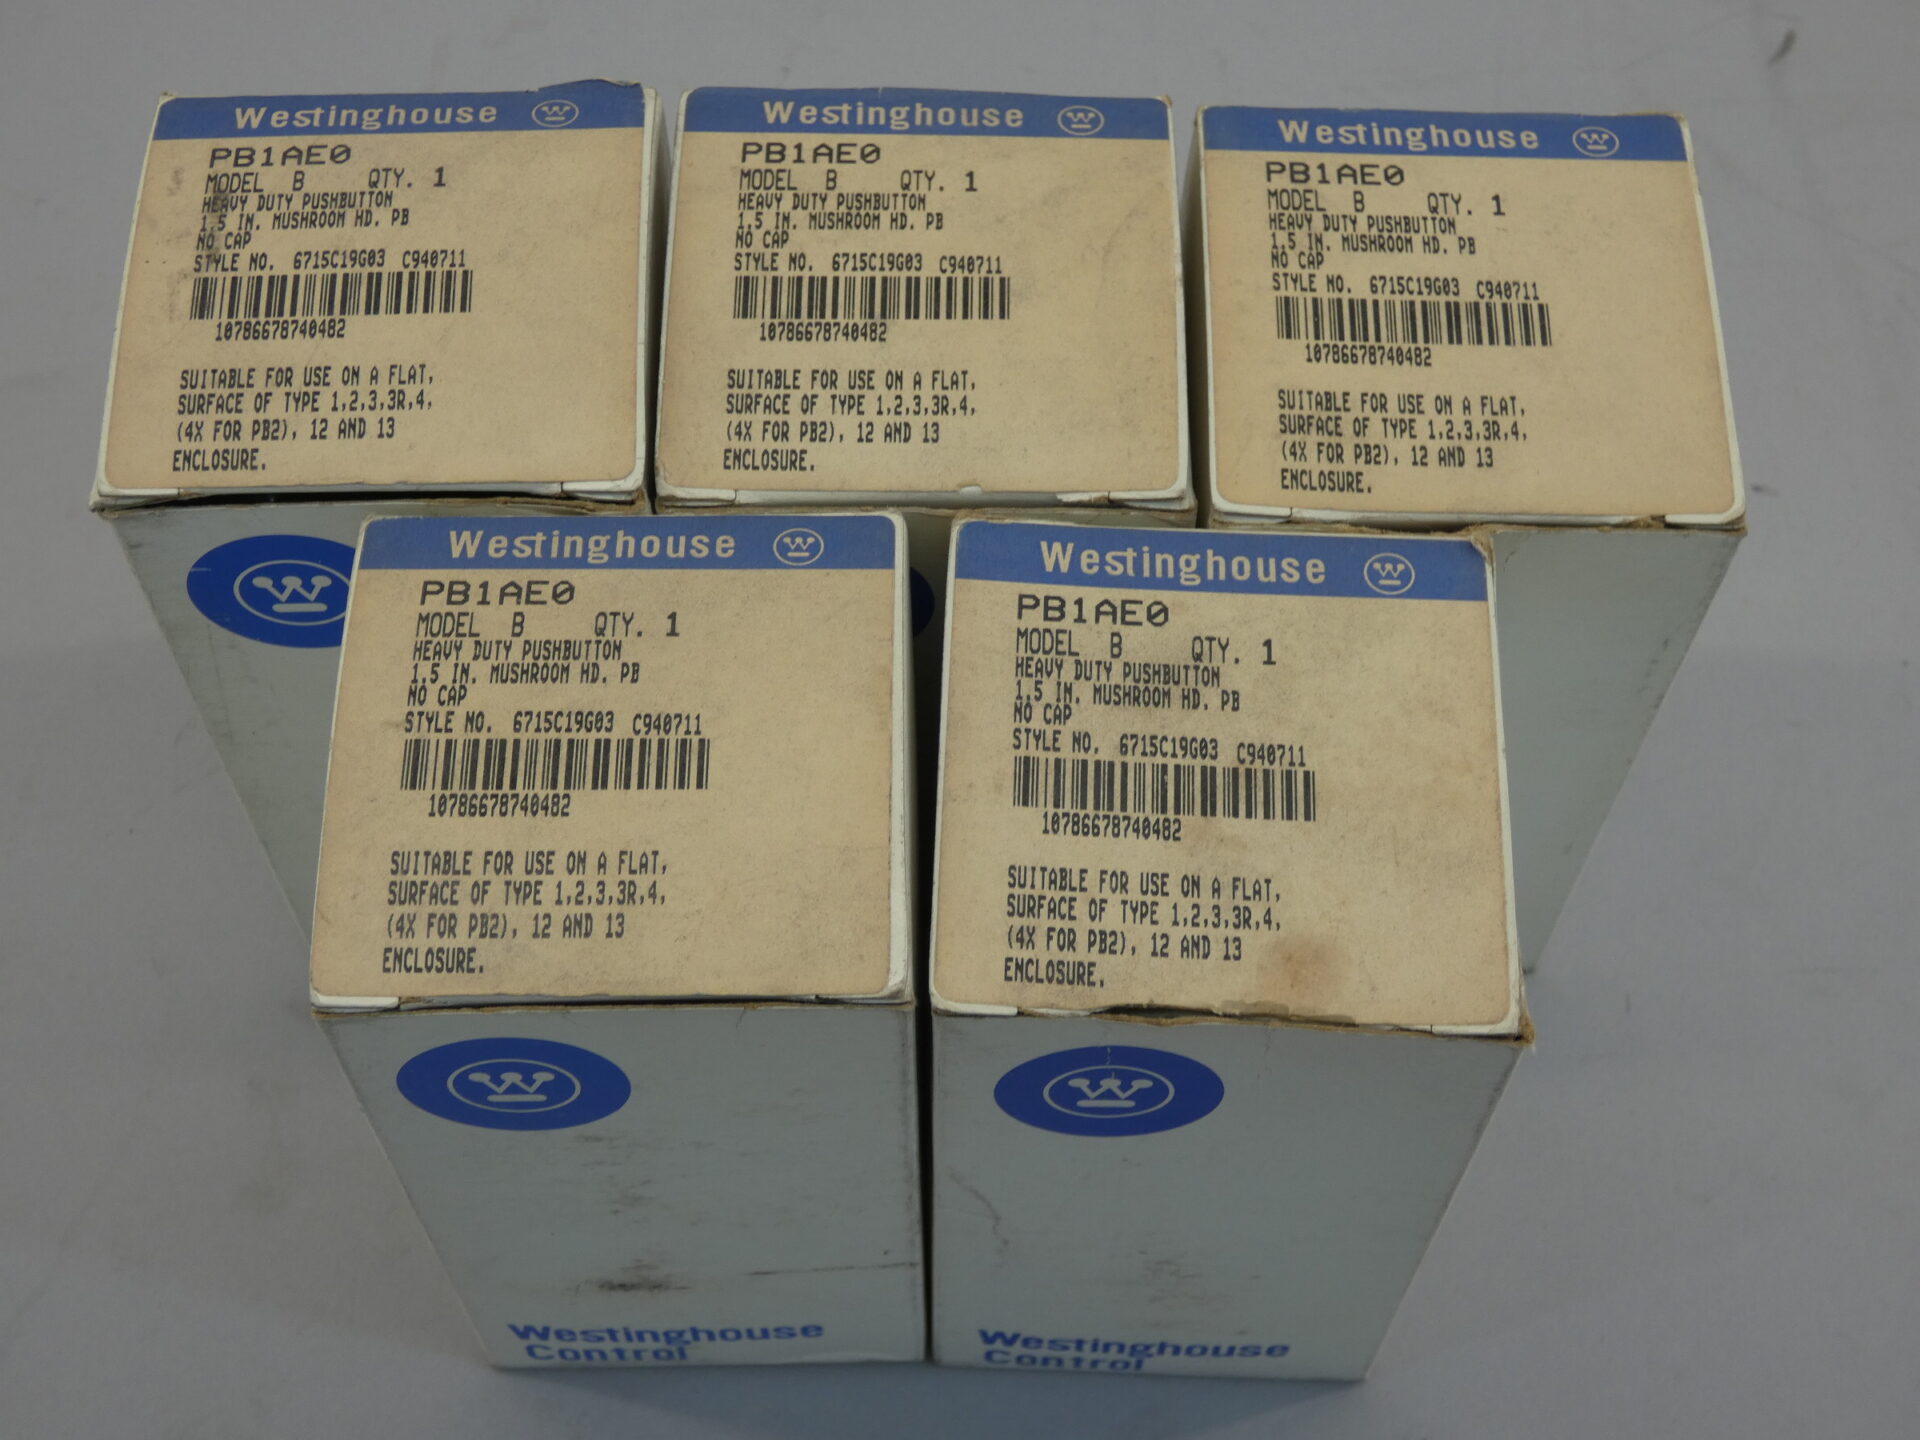 Westinghouse
PB1AE0
MODEL B QTY. 1
HEAVY DUTY PUSHBUTTON
1.5 IN. MUSHROOM HD. PB
NO CAP
STYLE NO. 6715C19G03 C940711
10786678740482
SUITABLE FOR USE ON A FLAT,
SURFACE OF TYPE 1,2,3,3R,4,
(4X FOR PB2), 12 AND 13
ENCLOSURE.
Westinghouse
PB1AE0
MODEL B QTY. 1
HEAVY DUTY PUSHBUTTON
1.5 IN. MUSHROOM HD. PB
NO CAP
STYLE NO. 6715C19G03 C940711
10786678740482
SUITABLE FOR USE ON A FLAT,
SURFACE OF TYPE 1,2,3,3R,4,
(4X FOR PB2), 12 AND 13
ENCLOSURE.
Westinghouse
PB1AE0
MODEL B QTY. 1
HEAVY DUTY PUSHBUTTON
1.5 IN. MUSHROOM HD. PB
NO CAP
STYLE NO. 6715C19G03 C940711
10786678740482
SUITABLE FOR USE ON A FLAT,
SURFACE OF TYPE 1,2,3,3R,4,
(4X FOR PB2), 12 AND 13
ENCLOSURE.
Westinghouse
PB1AE0
MODEL B QTY. 1
HEAVY DUTY PUSHBUTTON
1.5 IN. MUSHROOM HD. PB
NO CAP
STYLE NO. 6715C19G03 C940711
10786678740482
SUITABLE FOR USE ON A FLAT,
SURFACE OF TYPE 1,2,3,3R,4,
(4X FOR PB2), 12 AND 13
ENCLOSURE.
Westinghouse
Control
Westinghouse
PB1AE0
MODEL B QTY. 1
HEAVY DUTY PUSHBUTTON
1.5 IN. MUSHROOM HD. PB
NO CAP
STYLE NO. 6715C19G03 C940711
10786678740482
SUITABLE FOR USE ON A FLAT,
SURFACE OF TYPE 1,2,3,3R,4,
(4X FOR PB2), 12 AND 13
ENCLOSURE.
Westinghouse
Control